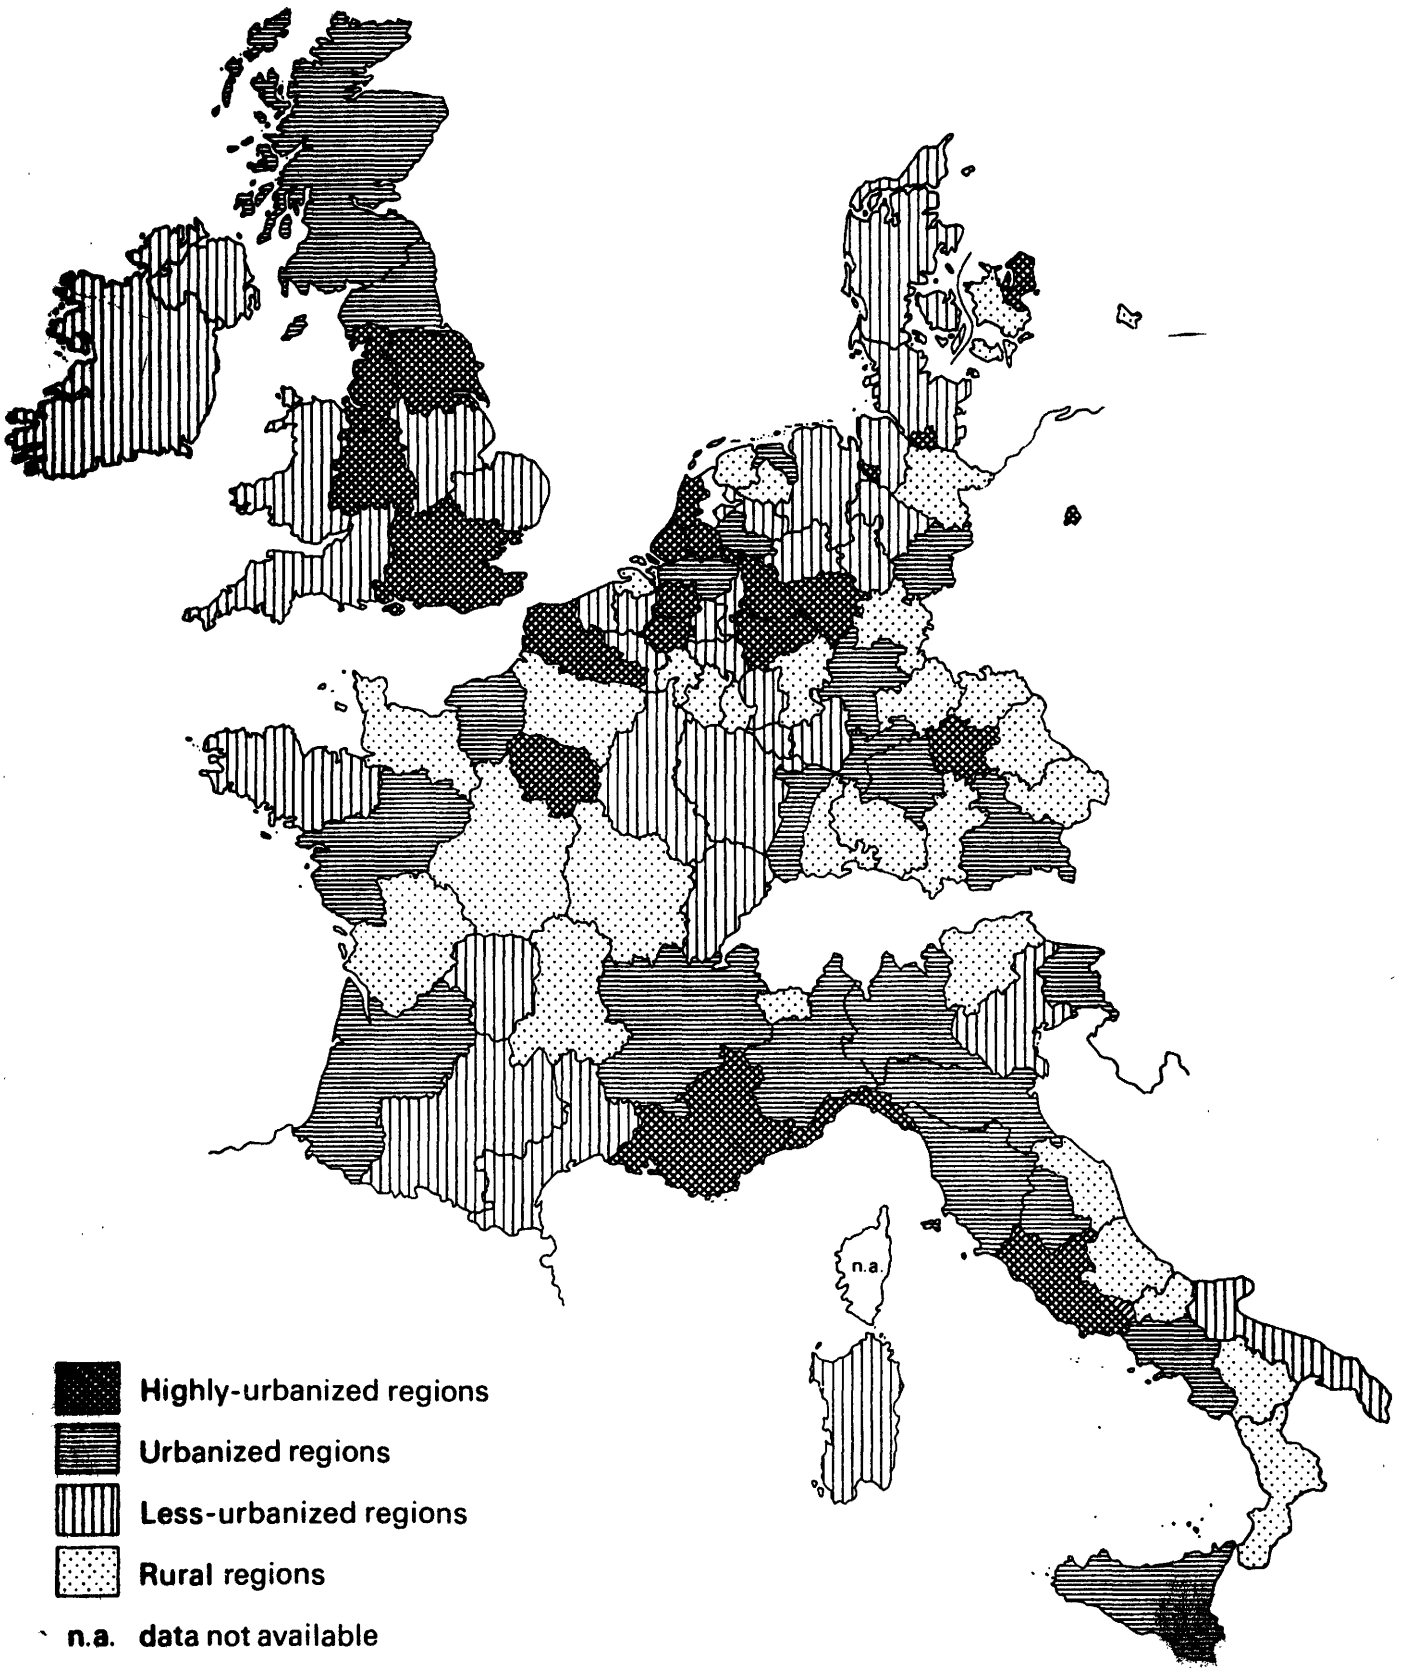 n.a.
Highly-urbanized regions
Urbanized regions
Less-urbanized regions
Rural regions
n.a. data not available